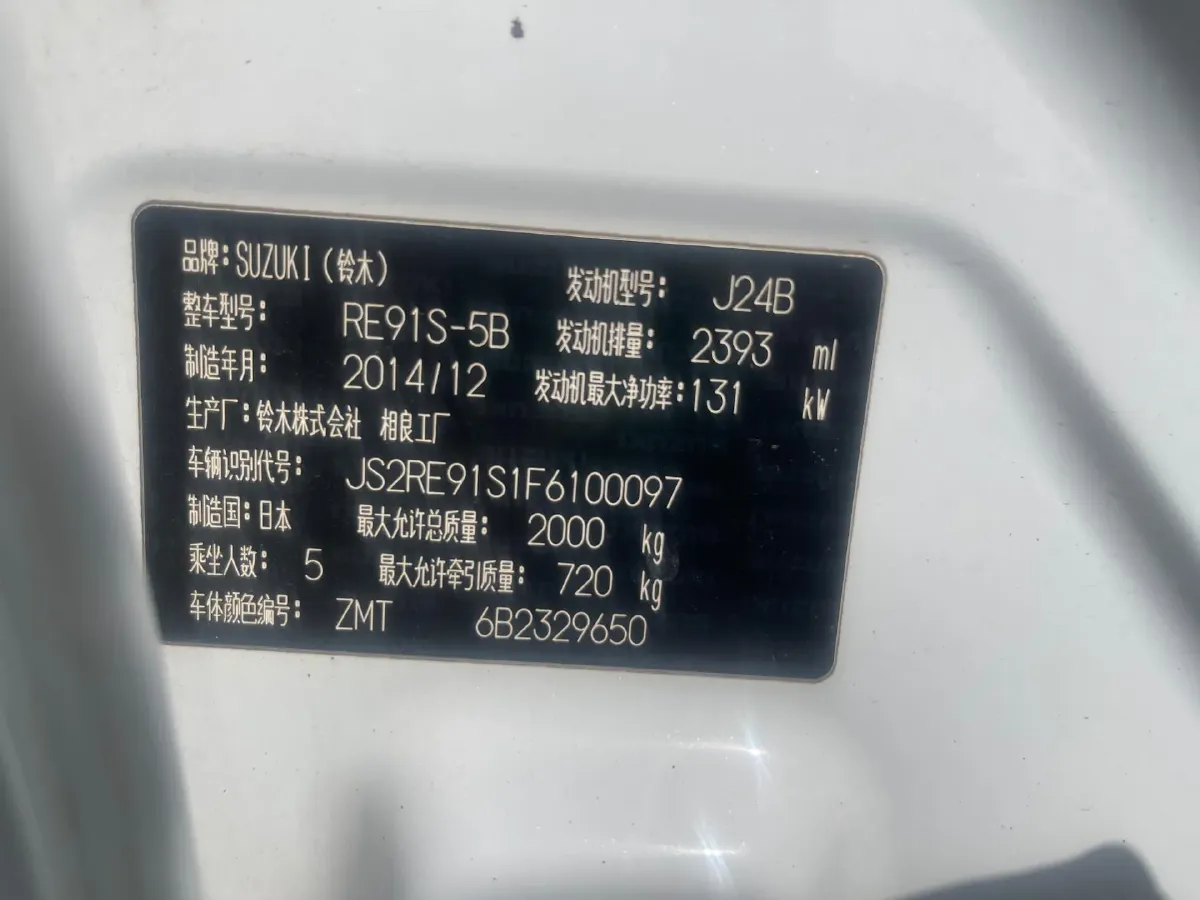 品牌:SUZUKI(铃木) 发动机型号: J24B
整车型号: RE91S-5B 发动机排量: 2393 ml
制造年月: 2014/12 发动机最大净功率:131 kW
生产厂:铃木株式会社 相良工厂
车辆识别代号: JS2RE91S1F6100097
制造国:日本 最大允许总质量: 2000 kg
乘坐人数: 5 最大允许牵引质量: 720 kg
车体颜色编号: ZMT 6B2329650